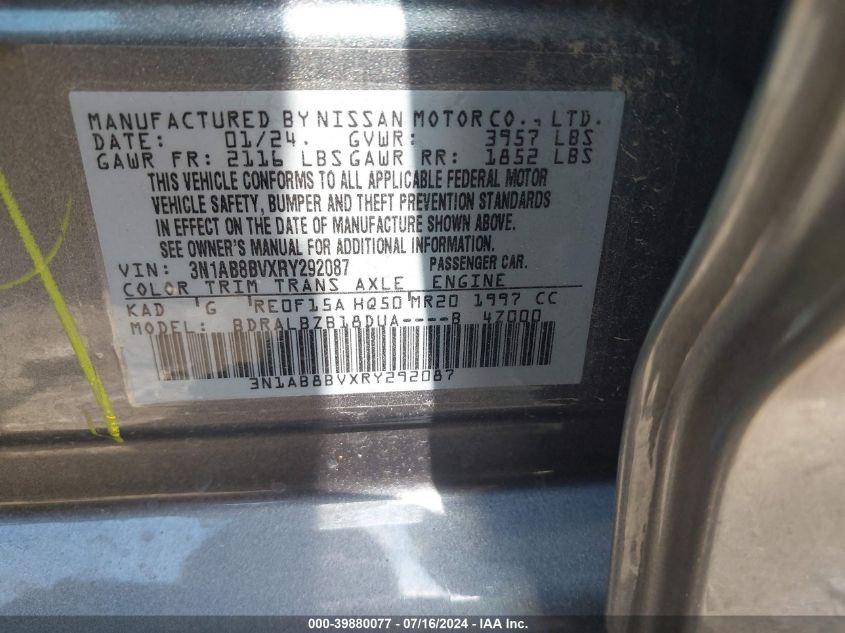 MANUFACTURED BY NISSAN MOTOR CO., LTD.
DATE: 01/24. GVWR: 3957 LBS
GAWR FR: 2116 LBS GAWR RR: 1852 LBS
THIS VEHICLE CONFORMS TO ALL APPLICABLE FEDERAL MOTOR
VEHICLE SAFETY, BUMPER AND THEFT PREVENTION STANDARDS
IN EFFECT ON THE DATE OF MANUFACTURE SHOWN ABOVE.
SEE OWNER'S MANUAL FOR ADDITIONAL INFORMATION.
VIN: 3N1AB8BVXRY292087 PASSENGER CAR.
COLOR TRIM TRANS AXLE ENGINE
KAD G RE0F15A HQ50 MR20 1997 CC
MODEL: BDRALBZB18DUA----B 47000
3N1AB8BVXRY292087
000-39880077 - 07/16/2024 - IAA Inc.